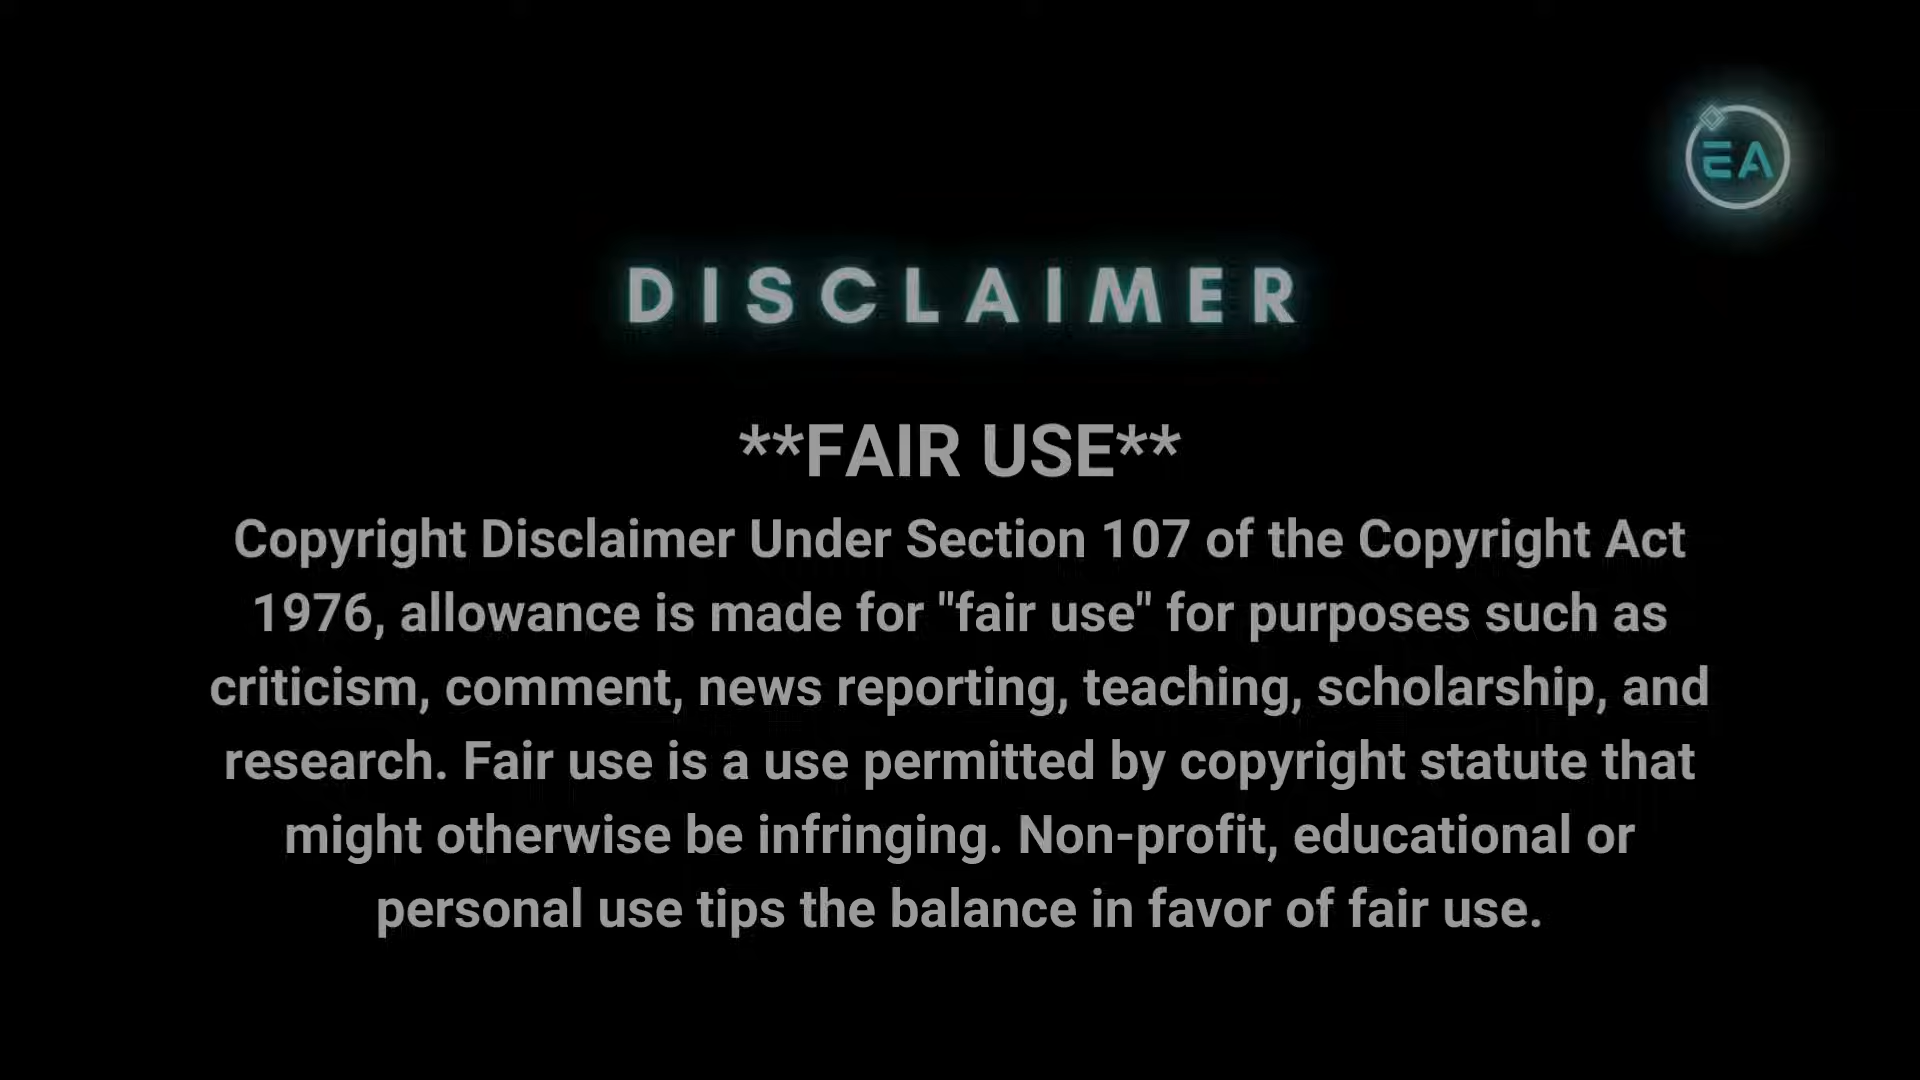 EA
DISCLAIMER
**FAIR USE**
Copyright Disclaimer Under Section 107 of the Copyright Act
1976, allowance is made for "fair use" for purposes such as
criticism, comment, news reporting, teaching, scholarship, and
research. Fair use is a use permitted by copyright statute that
might otherwise be infringing. Non-profit, educational or
personal use tips the balance in favor of fair use.